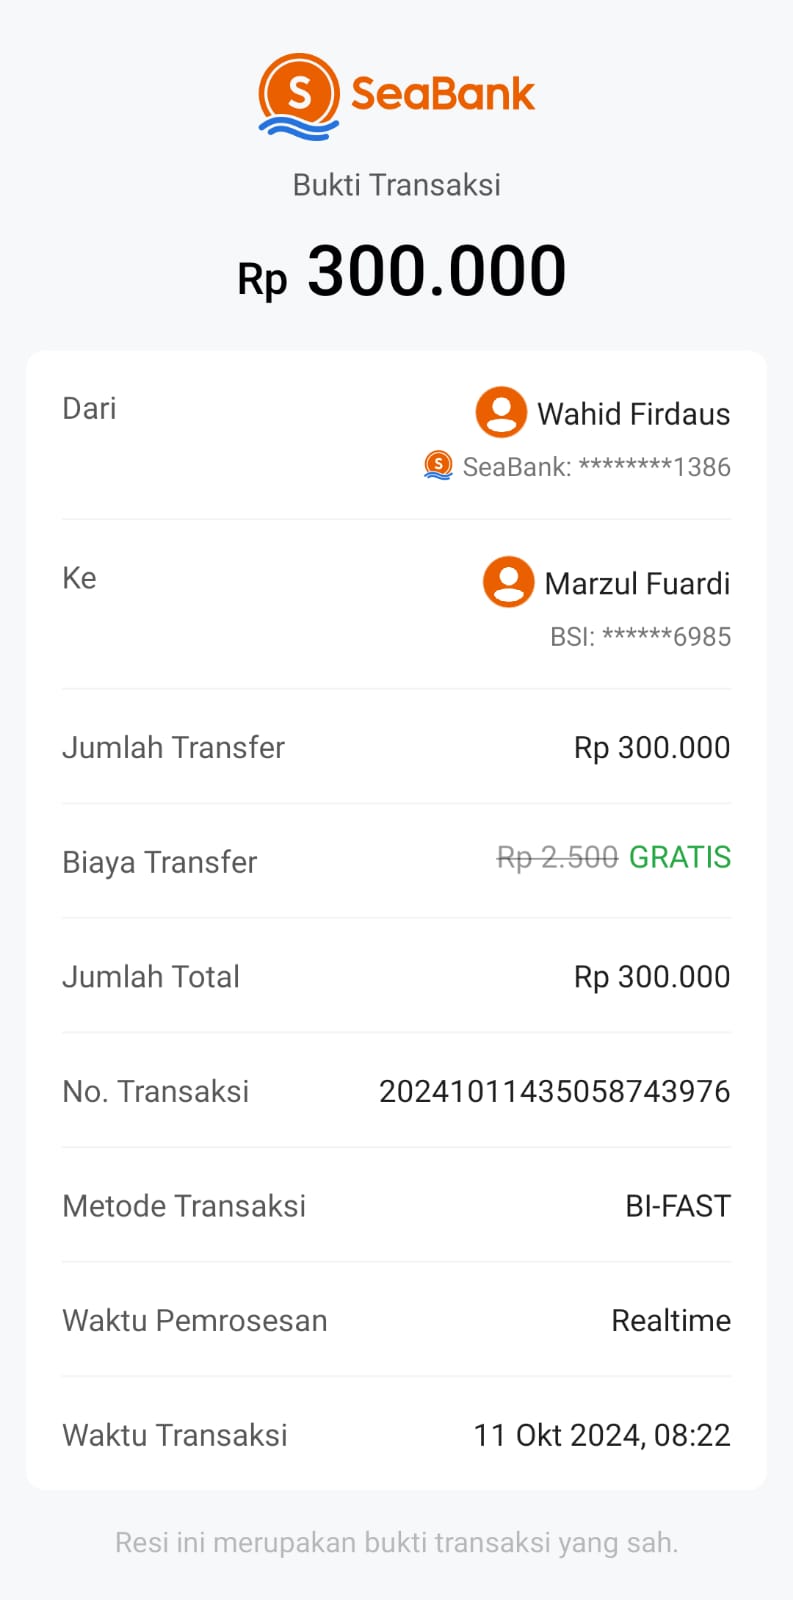 SeaBank
Bukti Transaksi
Rp 300.000
Dari
Wahid Firdaus
SeaBank: ********1386
Ke
Marzul Fuardi
BSI: ******6985
Jumlah Transfer Rp 300.000
Biaya Transfer Rp 2.500 GRATIS
Jumlah Total Rp 300.000
No. Transaksi 20241011435058743976
Metode Transaksi BI-FAST
Waktu Pemrosesan Realtime
Waktu Transaksi 11 Okt 2024, 08:22
Resi ini merupakan bukti transaksi yang sah.